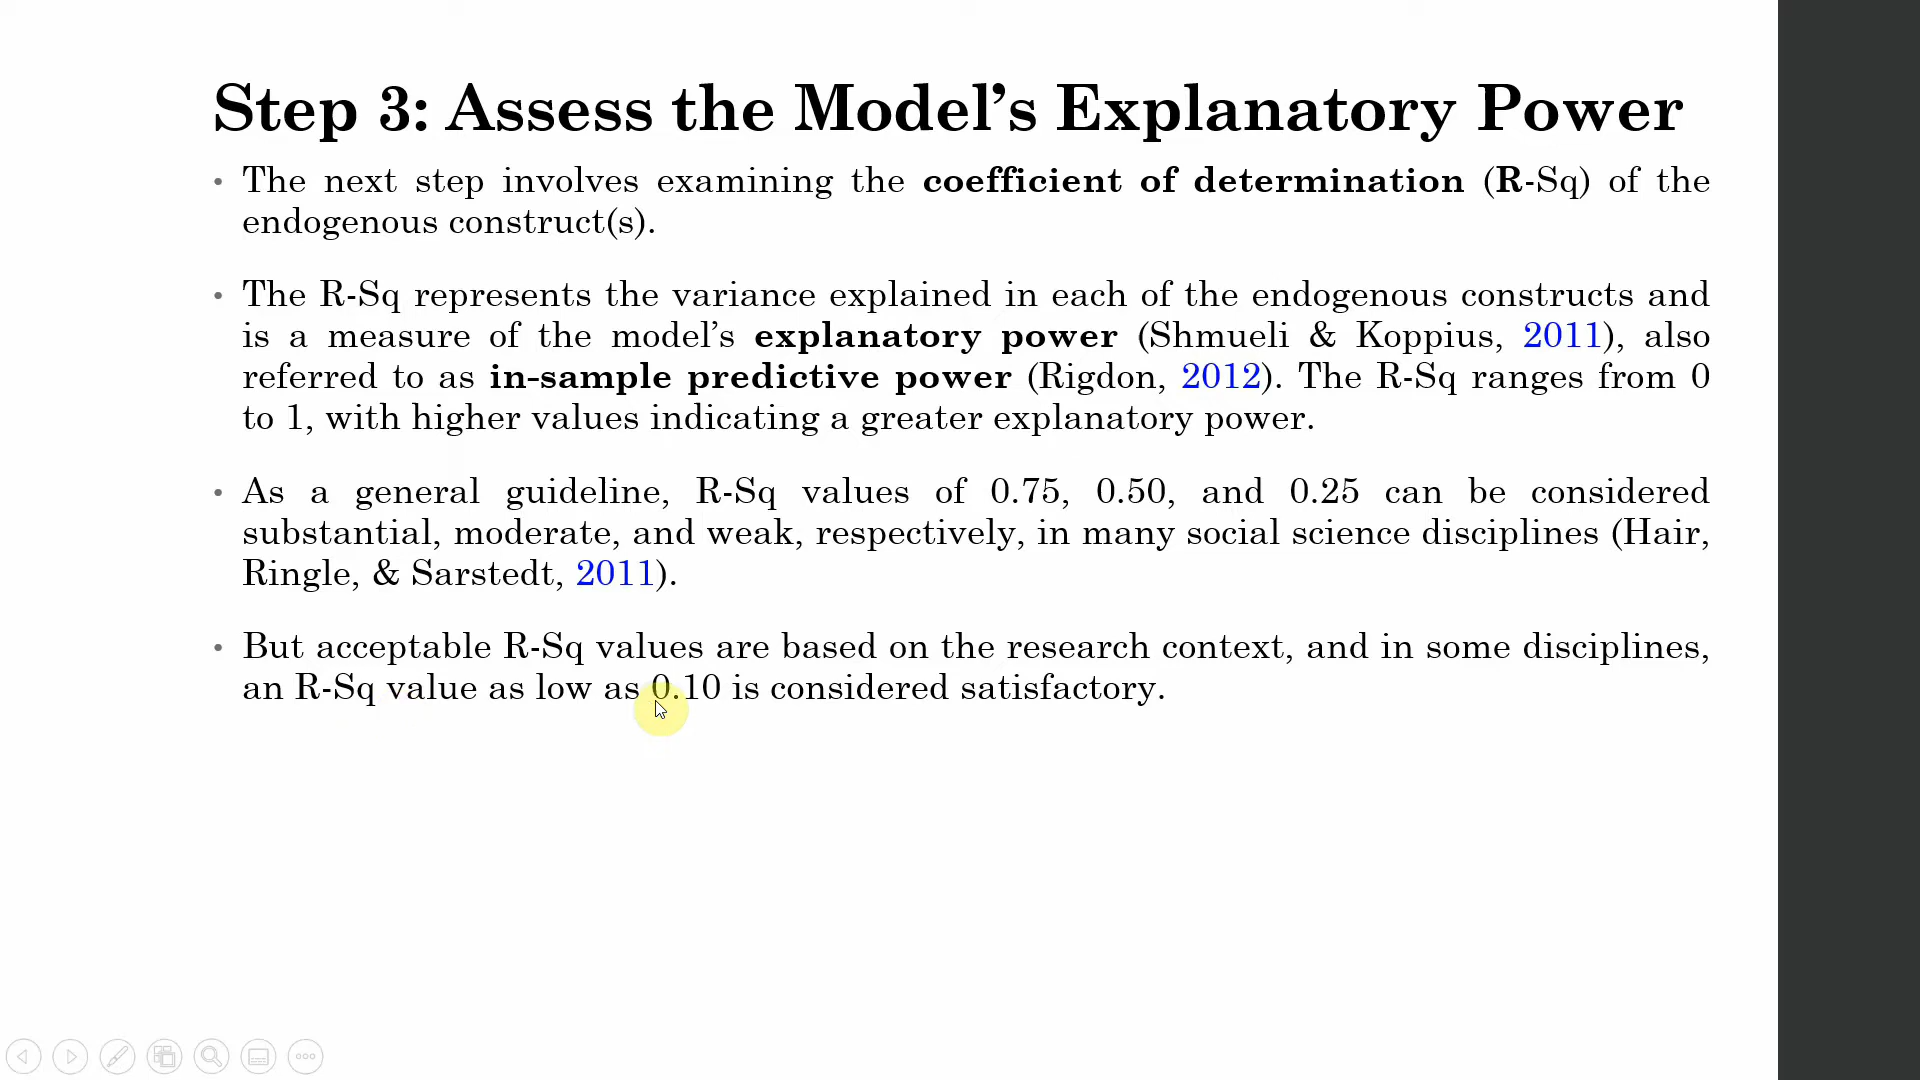 Step 3: Assess the Model’s Explanatory Power
• The next step involves examining the coefficient of determination (R-Sq) of the
endogenous construct(s).
• The R-Sq represents the variance explained in each of the endogenous constructs and
is a measure of the model’s explanatory power (Shmueli & Koppius, 2011), also
referred to as in-sample predictive power (Rigdon, 2012). The R-Sq ranges from 0
to 1, with higher values indicating a greater explanatory power.
• As a general guideline, R-Sq values of 0.75, 0.50, and 0.25 can be considered
substantial, moderate, and weak, respectively, in many social science disciplines (Hair,
Ringle, & Sarstedt, 2011).
• But acceptable R-Sq values are based on the research context, and in some disciplines,
an R-Sq value as low as 0.10 is considered satisfactory.